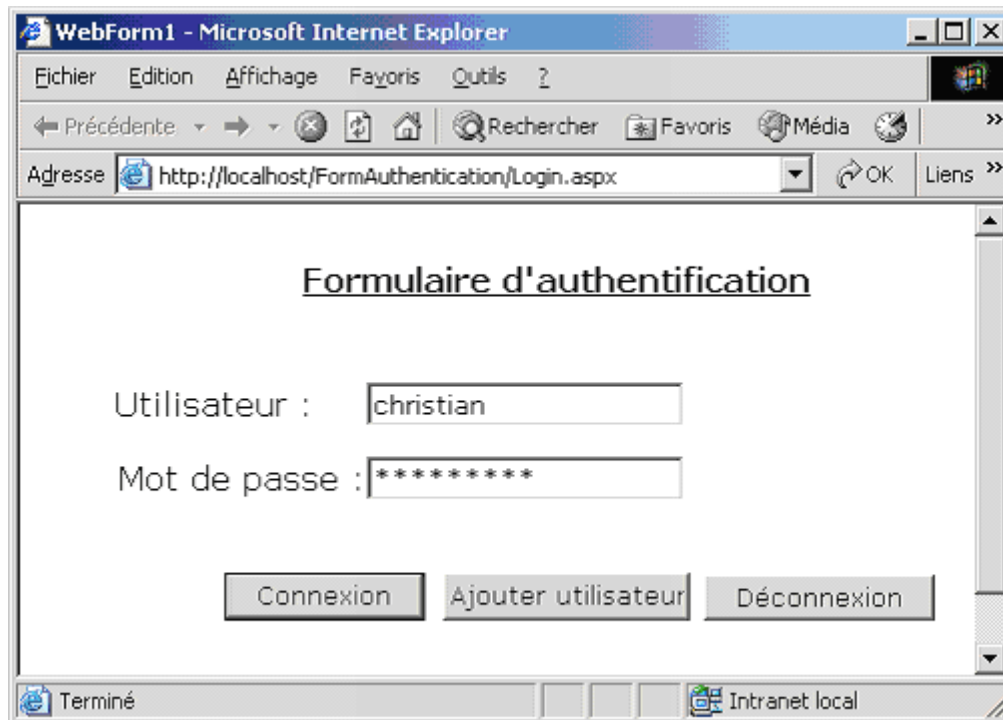 WebForm1 - Microsoft Internet Explorer
Fichier Edition Affichage Favoris Outils ?
Précédente Rechercher Favoris Média »
Adresse http://localhost/FormAuthentication/Login.aspx OK Liens »
Formulaire d'authentification
Utilisateur : christian
Mot de passe : *********
Connexion Ajouter utilisateur Déconnexion
Terminé Intranet local